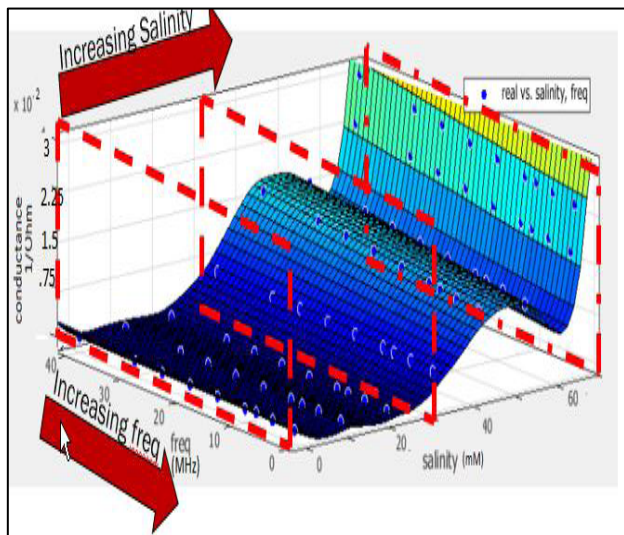 Increasing Salinity
x 10⁻²
3
2.25
1.5
.75
conductance
1/Ohm
real vs. salinity, freq
40
30
20
10
0
freq
(MHz)
Increasing freq
0
20
40
60
salinity (mM)